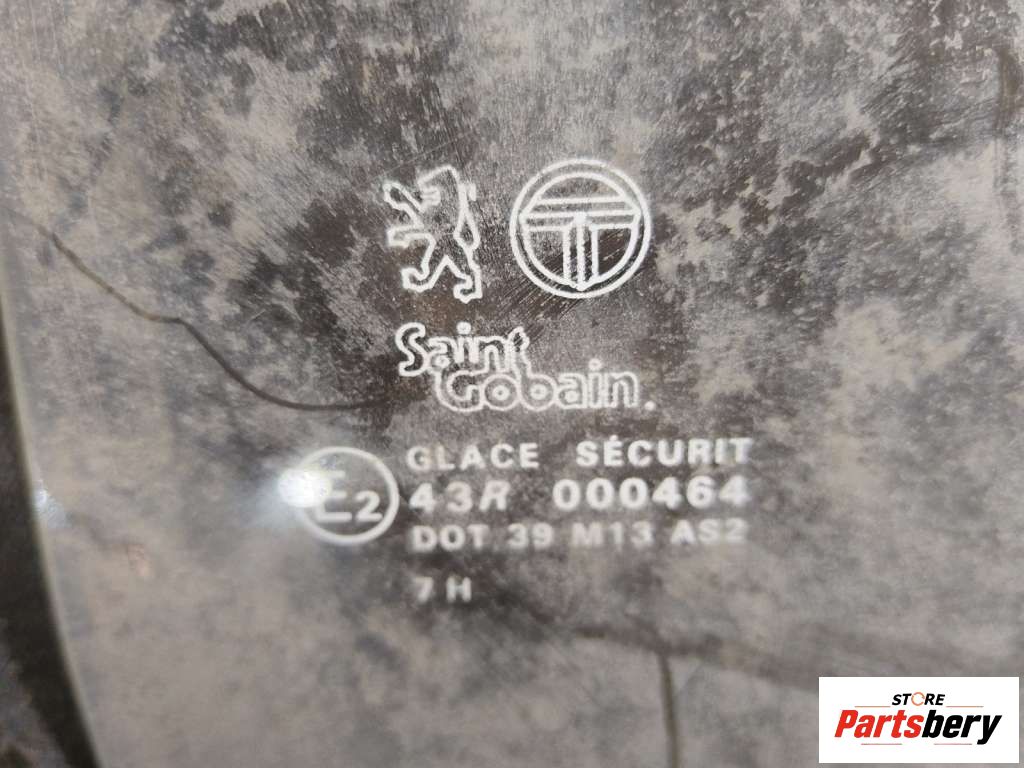 Saint
Gobain.
GLACE SÉCURIT
E2
43R 000464
DOT 39 M13 AS2
7 H
STORE
Partsbery